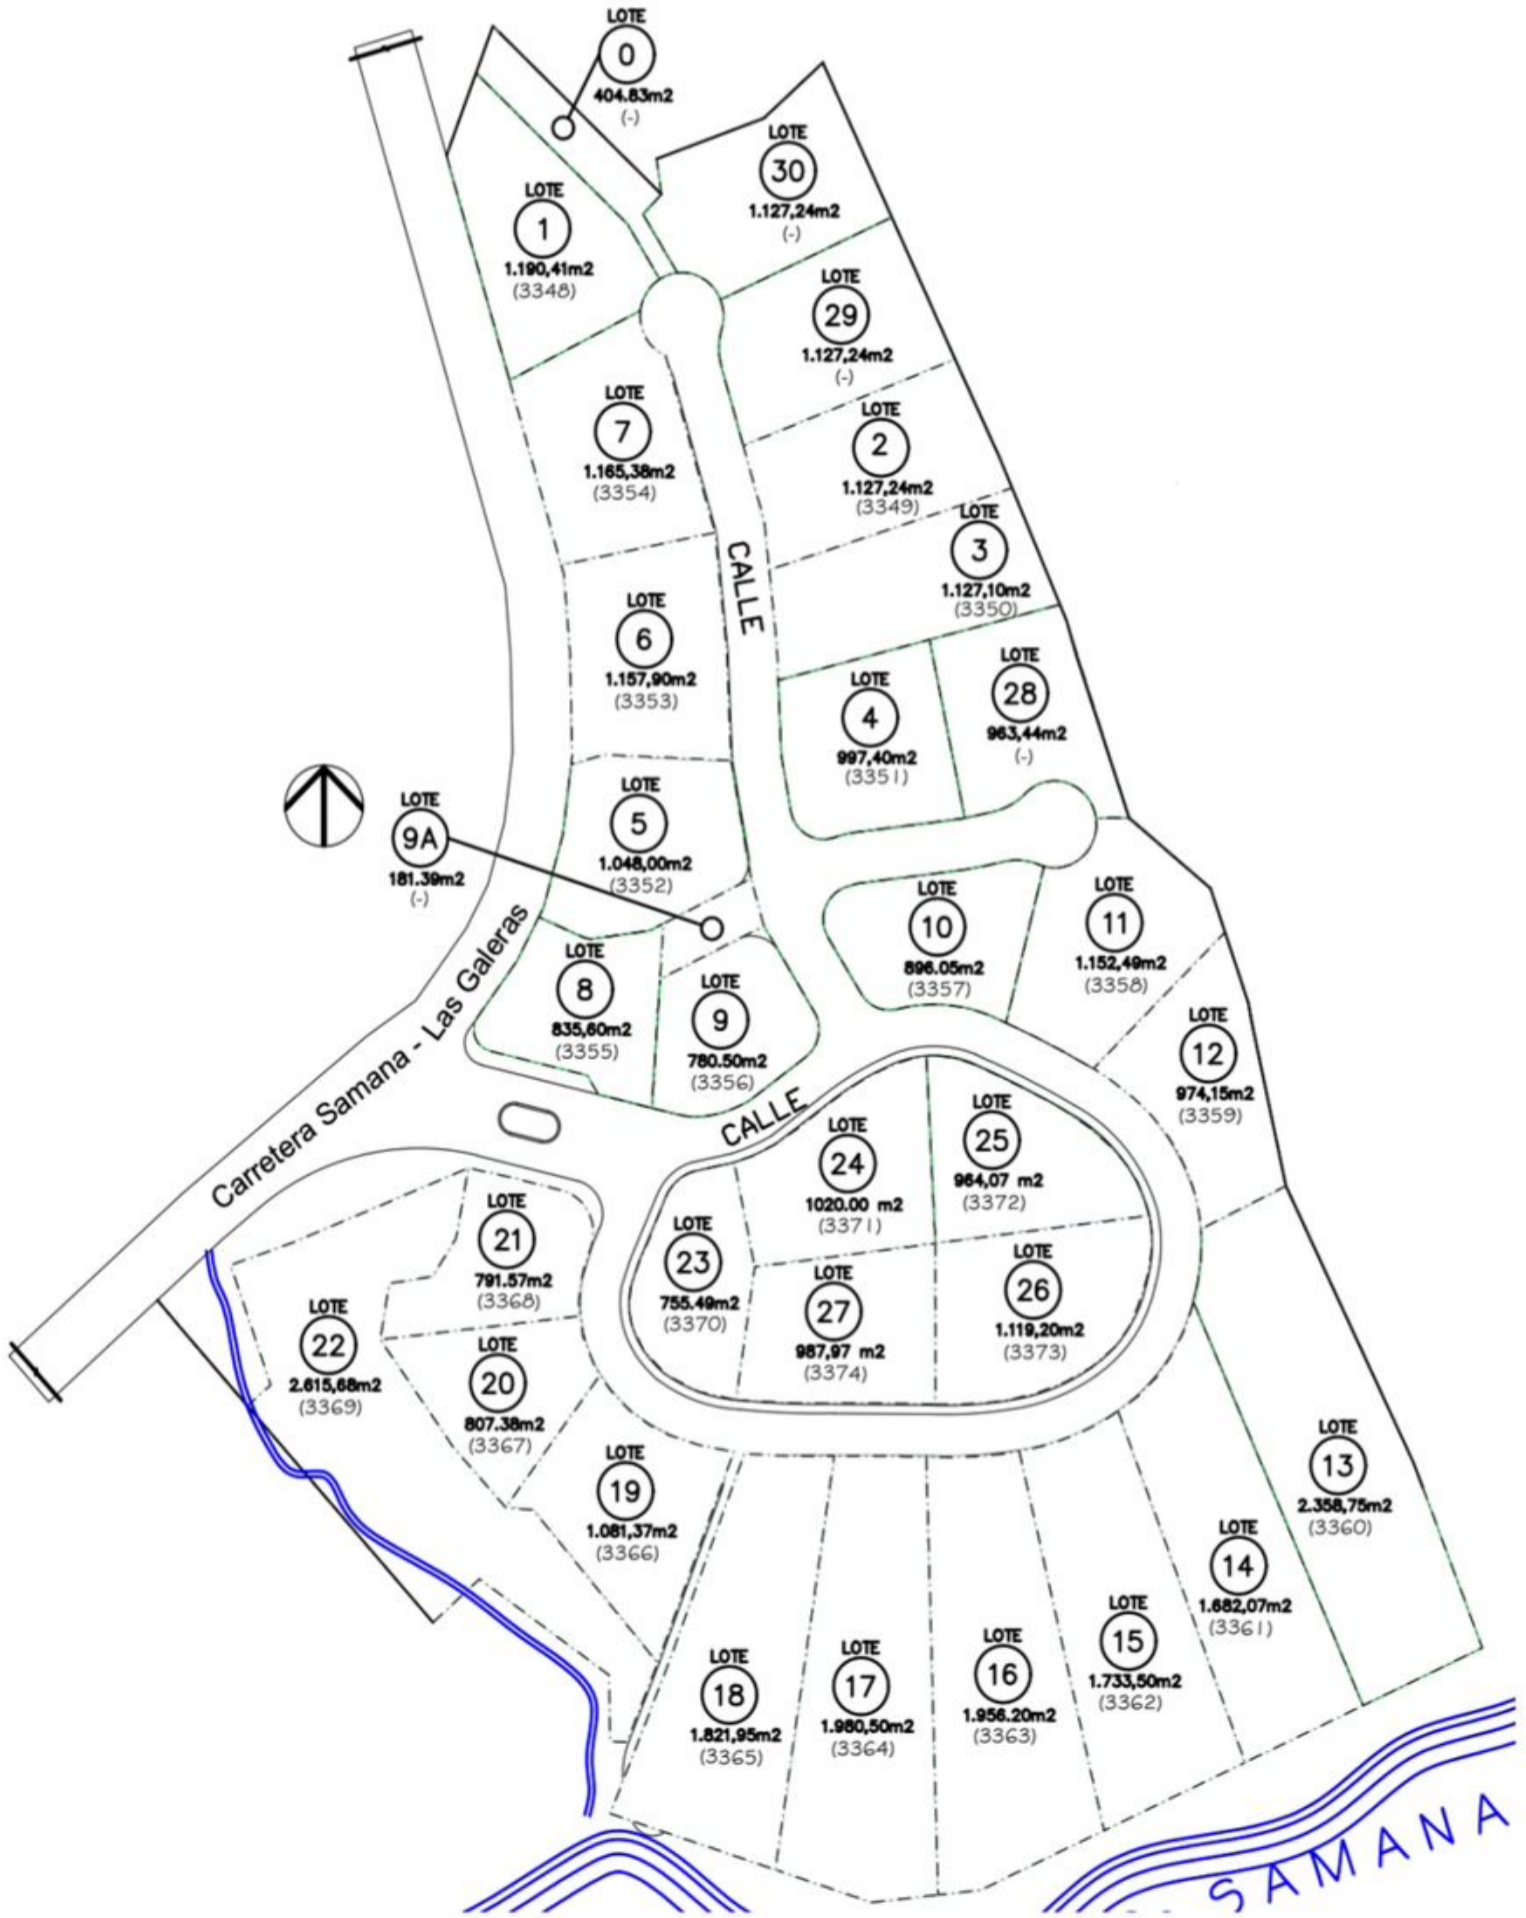 LOTE
0
404.83m2
(-)
LOTE
30
1.127,24m2
(-)
LOTE
1
1.190,41m2
(3348)
LOTE
29
1.127,24m2
(-)
LOTE
7
1.165,38m2
(3354)
LOTE
2
1.127,24m2
(3349)
LOTE
3
1.127,10m2
(3350)
CALLE
LOTE
6
1.157,90m2
(3353)
LOTE
4
997,40m2
(3351)
LOTE
28
963,44m2
(-)
LOTE
9A
181.39m2
(-)
LOTE
5
1.048,00m2
(3352)
LOTE
10
896.05m2
(3357)
LOTE
11
1.152,49m2
(3358)
LOTE
8
835,60m2
(3355)
LOTE
9
780.50m2
(3356)
LOTE
12
974,15m2
(3359)
Carretera Samana - Las Galeras
CALLE
LOTE
24
1020.00 m2
(3371)
LOTE
25
964,07 m2
(3372)
LOTE
21
791.57m2
(3368)
LOTE
23
755.49m2
(3370)
LOTE
27
987,97 m2
(3374)
LOTE
26
1.119,20m2
(3373)
LOTE
22
2.615,68m2
(3369)
LOTE
20
807.38m2
(3367)
LOTE
19
1.081,37m2
(3366)
LOTE
13
2.358,75m2
(3360)
LOTE
14
1.682,07m2
(3361)
LOTE
15
1.733,50m2
(3362)
LOTE
16
1.956.20m2
(3363)
LOTE
17
1.980,50m2
(3364)
LOTE
18
1.821,95m2
(3365)
SAMANA